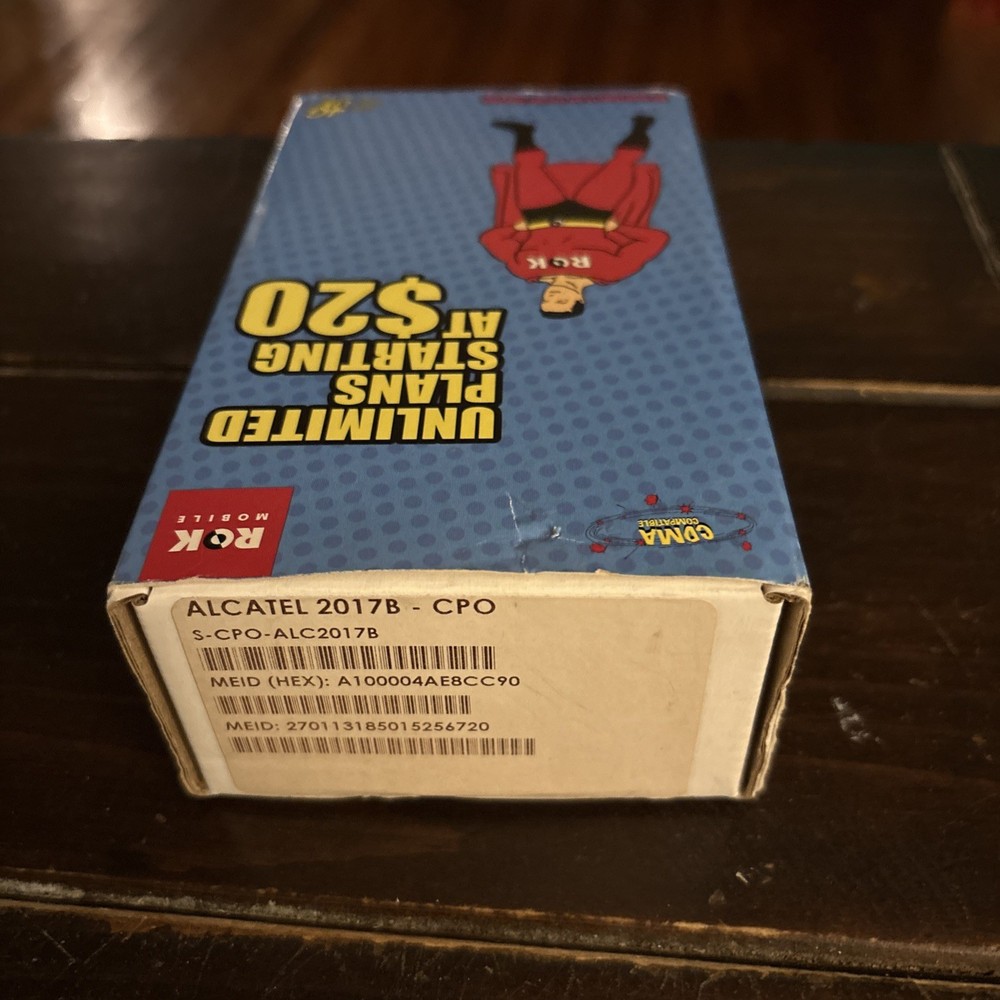 ROK
UNLIMITED
PLANS
STARTING
AT $20
ROK
MOBILE
CDMA
COMPATIBLE
ALCATEL 2017B - CPO
S-CPO-ALC2017B
MEID (HEX): A100004AE8CC90
MEID: 270113185015256720